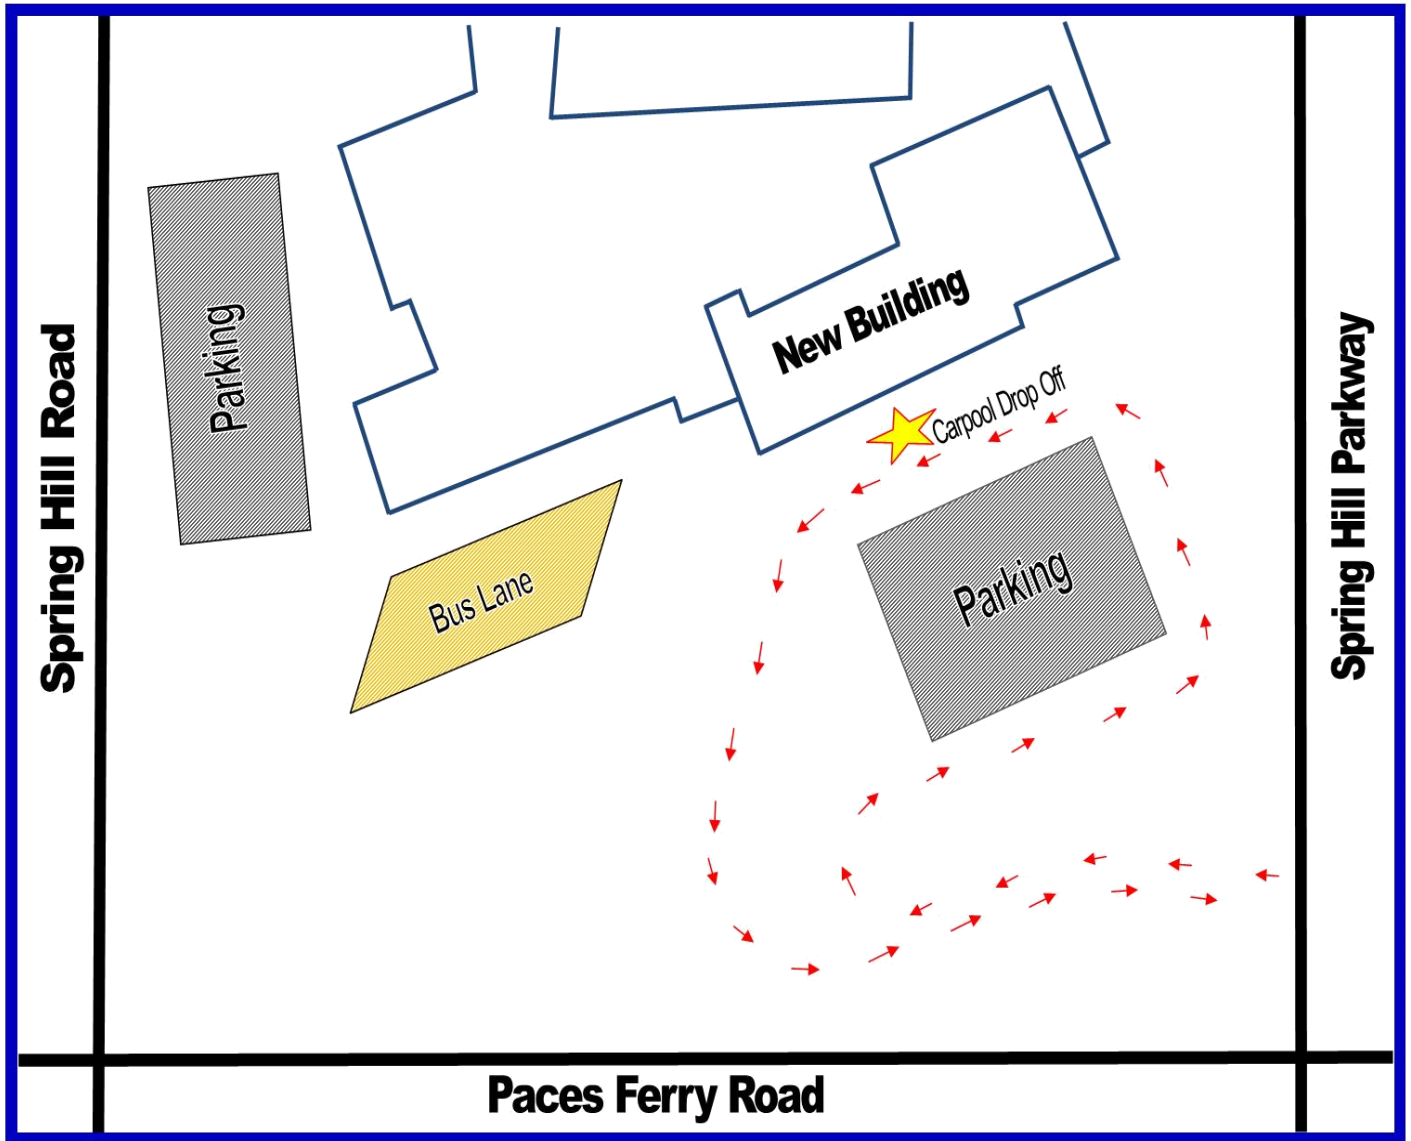 Spring Hill Road
Parking
New Building
Carpool Drop Off
Bus Lane
Parking
Spring Hill Parkway
Paces Ferry Road